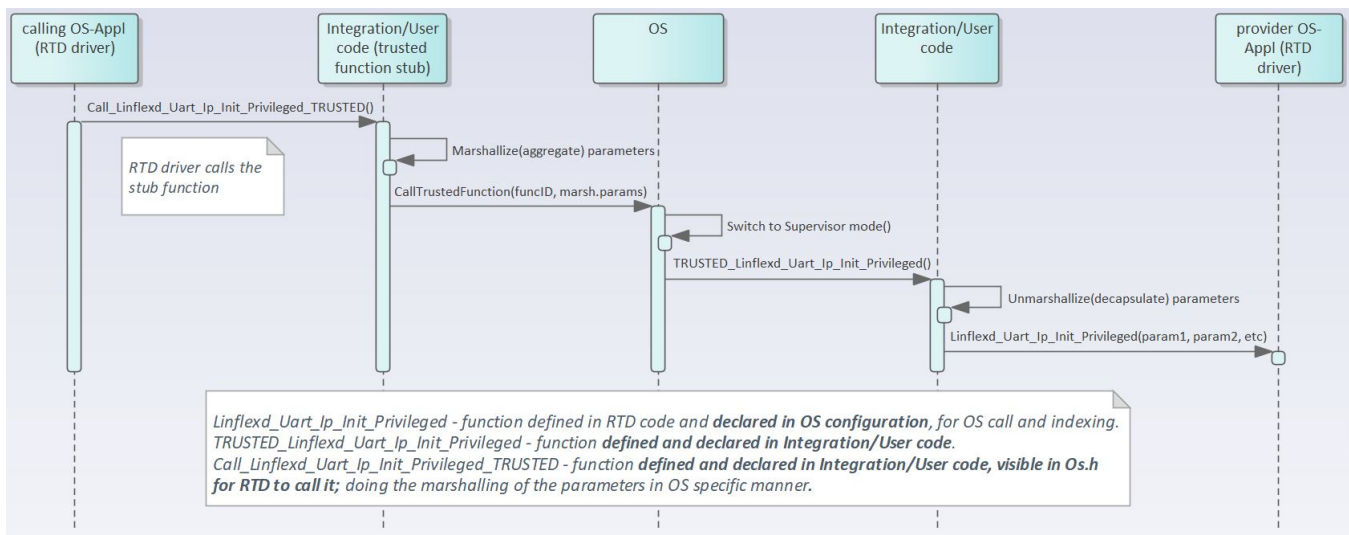 calling OS-Appl
(RTD driver)
Integration/User
code (trusted
function stub)
OS
Integration/User
code
provider OS-
Appl (RTD
driver)
Call_Linflexd_Uart_Ip_Init_Privileged_TRUSTED()
RTD driver calls the
stub function
Marshallize(aggregate) parameters
CallTrustedFunction(funcID, marsh.params)
Switch to Supervisor mode()
TRUSTED_Linflexd_Uart_Ip_Init_Privileged()
Unmarshallize(decapsulate) parameters
Linflexd_Uart_Ip_Init_Privileged(param1, param2, etc)
Linflexd_Uart_Ip_Init_Privileged - function defined in RTD code and declared in OS configuration, for OS call and indexing.
TRUSTED_Linflexd_Uart_Ip_Init_Privileged - function defined and declared in Integration/User code.
Call_Linflexd_Uart_Ip_Init_Privileged_TRUSTED - function defined and declared in Integration/User code, visible in Os.h
for RTD to call it; doing the marshalling of the parameters in OS specific manner.